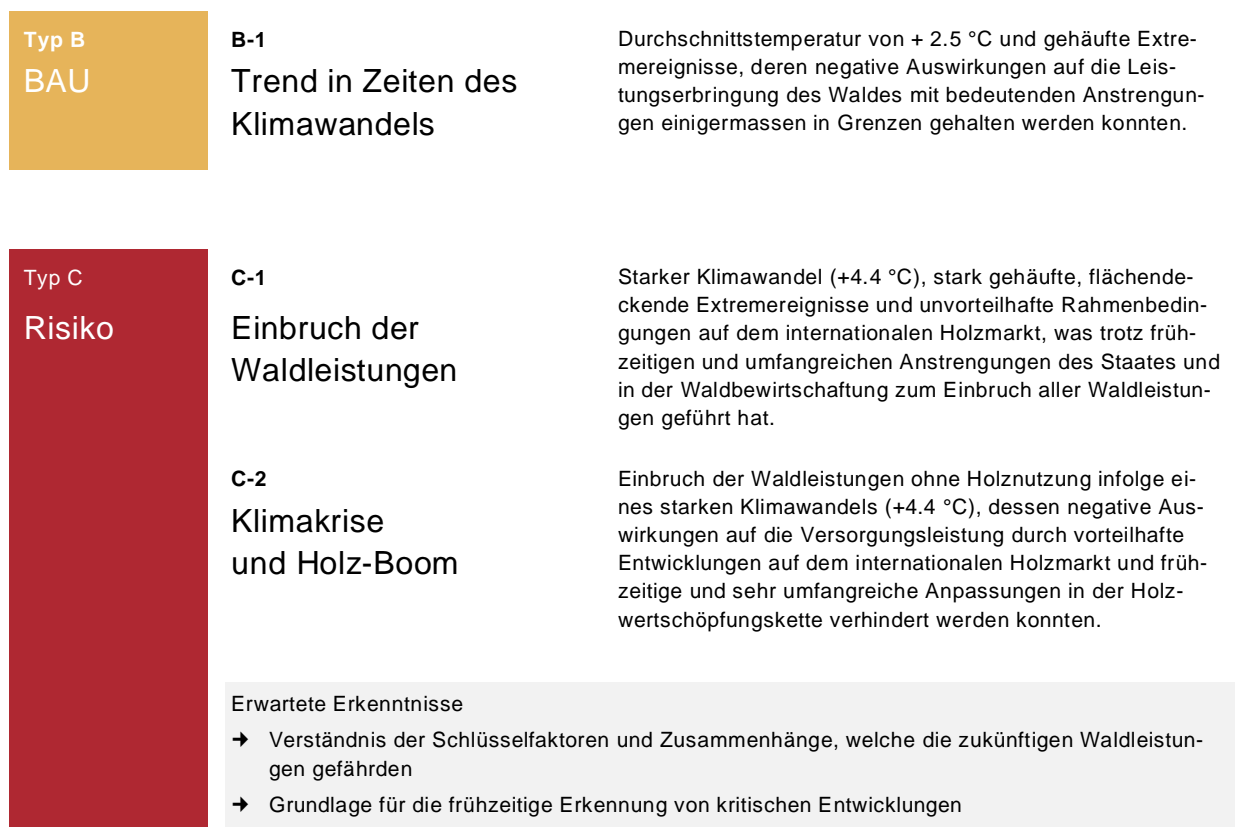 Typ B
BAU
B-1
Trend in Zeiten des
Klimawandels
Durchschnittstemperatur von + 2.5 °C und gehäufte Extre-
mereignisse, deren negative Auswirkungen auf die Leis-
tungserbringung des Waldes mit bedeutenden Anstrengun-
gen einigermassen in Grenzen gehalten werden konnten.
Typ C
Risiko
C-1
Einbruch der
Waldleistungen
Starker Klimawandel (+4.4 °C), stark gehäufte, flächende-
ckende Extremereignisse und unvorteilhafte Rahmenbedin-
gungen auf dem internationalen Holzmarkt, was trotz früh-
zeitigen und umfangreichen Anstrengungen des Staates und
in der Waldbewirtschaftung zum Einbruch aller Waldleistun-
gen geführt hat.
C-2
Klimakrise
und Holz-Boom
Einbruch der Waldleistungen ohne Holznutzung infolge ei-
nes starken Klimawandels (+4.4 °C), dessen negative Aus-
wirkungen auf die Versorgungsleistung durch vorteilhafte
Entwicklungen auf dem internationalen Holzmarkt und früh-
zeitige und sehr umfangreiche Anpassungen in der Holz-
wertschöpfungskette verhindert werden konnten.
Erwartete Erkenntnisse
➔ Verständnis der Schlüsselfaktoren und Zusammenhänge, welche die zukünftigen Waldleistun-
gen gefährden
➔ Grundlage für die frühzeitige Erkennung von kritischen Entwicklungen